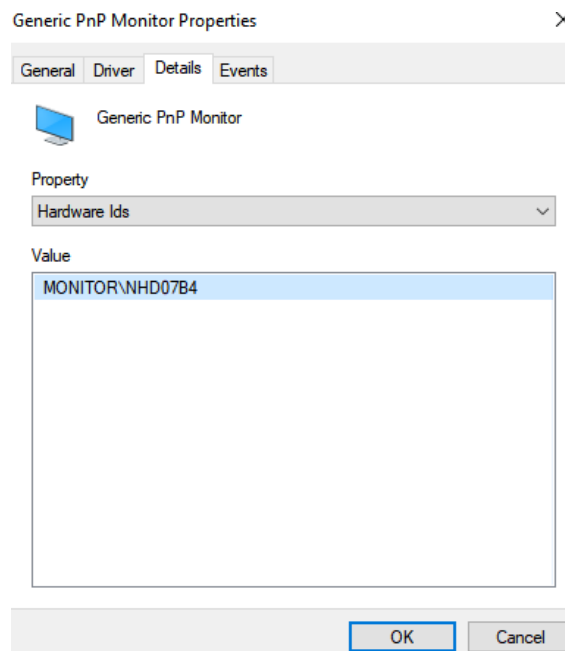 Generic PnP Monitor Properties
General Driver Details Events
Generic PnP Monitor
Property
Hardware Ids
Value
MONITOR\NHD07B4
OK Cancel